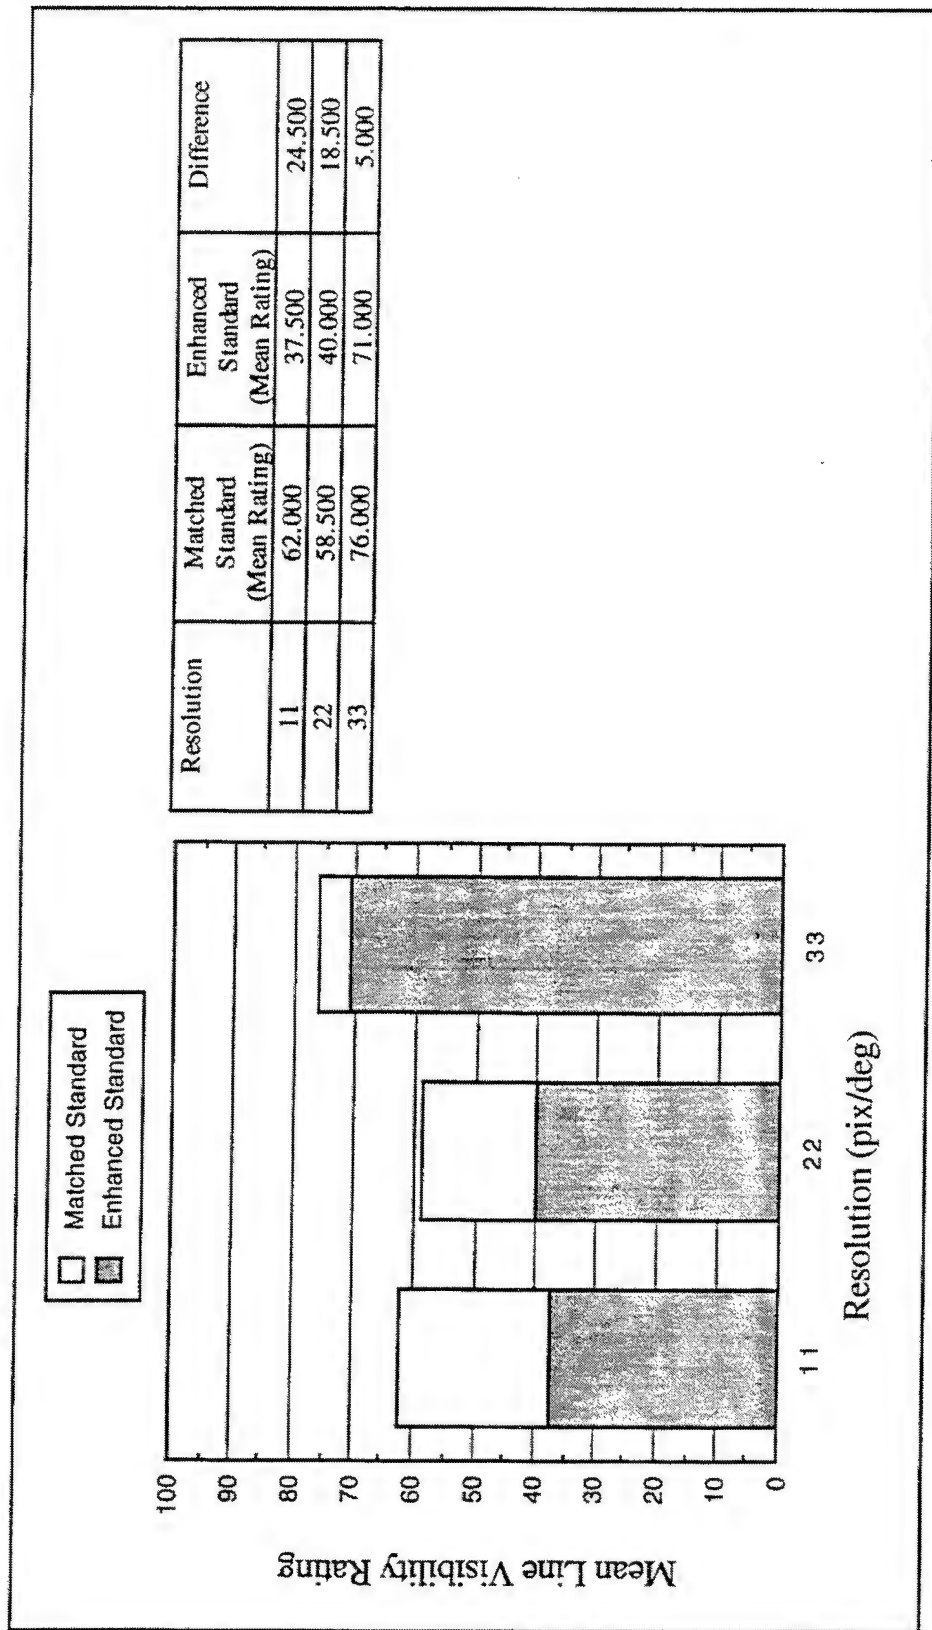 Matched Standard
Enhanced Standard
Mean Line Visibility Rating
100
90
80
70
60
50
40
30
20
10
0
11
22
33
Resolution (pix/deg)
Resolution Matched Standard (Mean Rating) Enhanced Standard (Mean Rating) Difference
11 62.000 37.500 24.500
22 58.500 40.000 18.500
33 76.000 71.000 5.000